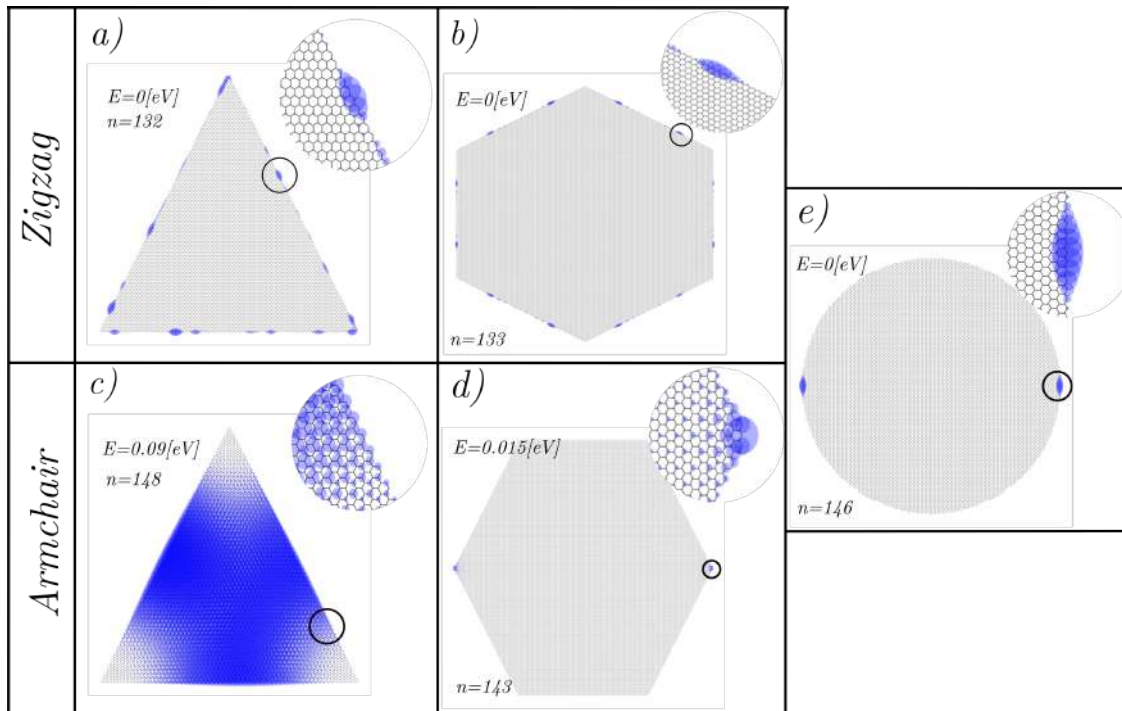 Zigzag
a)
E=0[eV]
n=132
b)
E=0[eV]
n=133
Armchair
c)
E=0.09[eV]
n=148
d)
E=0.015[eV]
n=143
e)
E=0[eV]
n=146